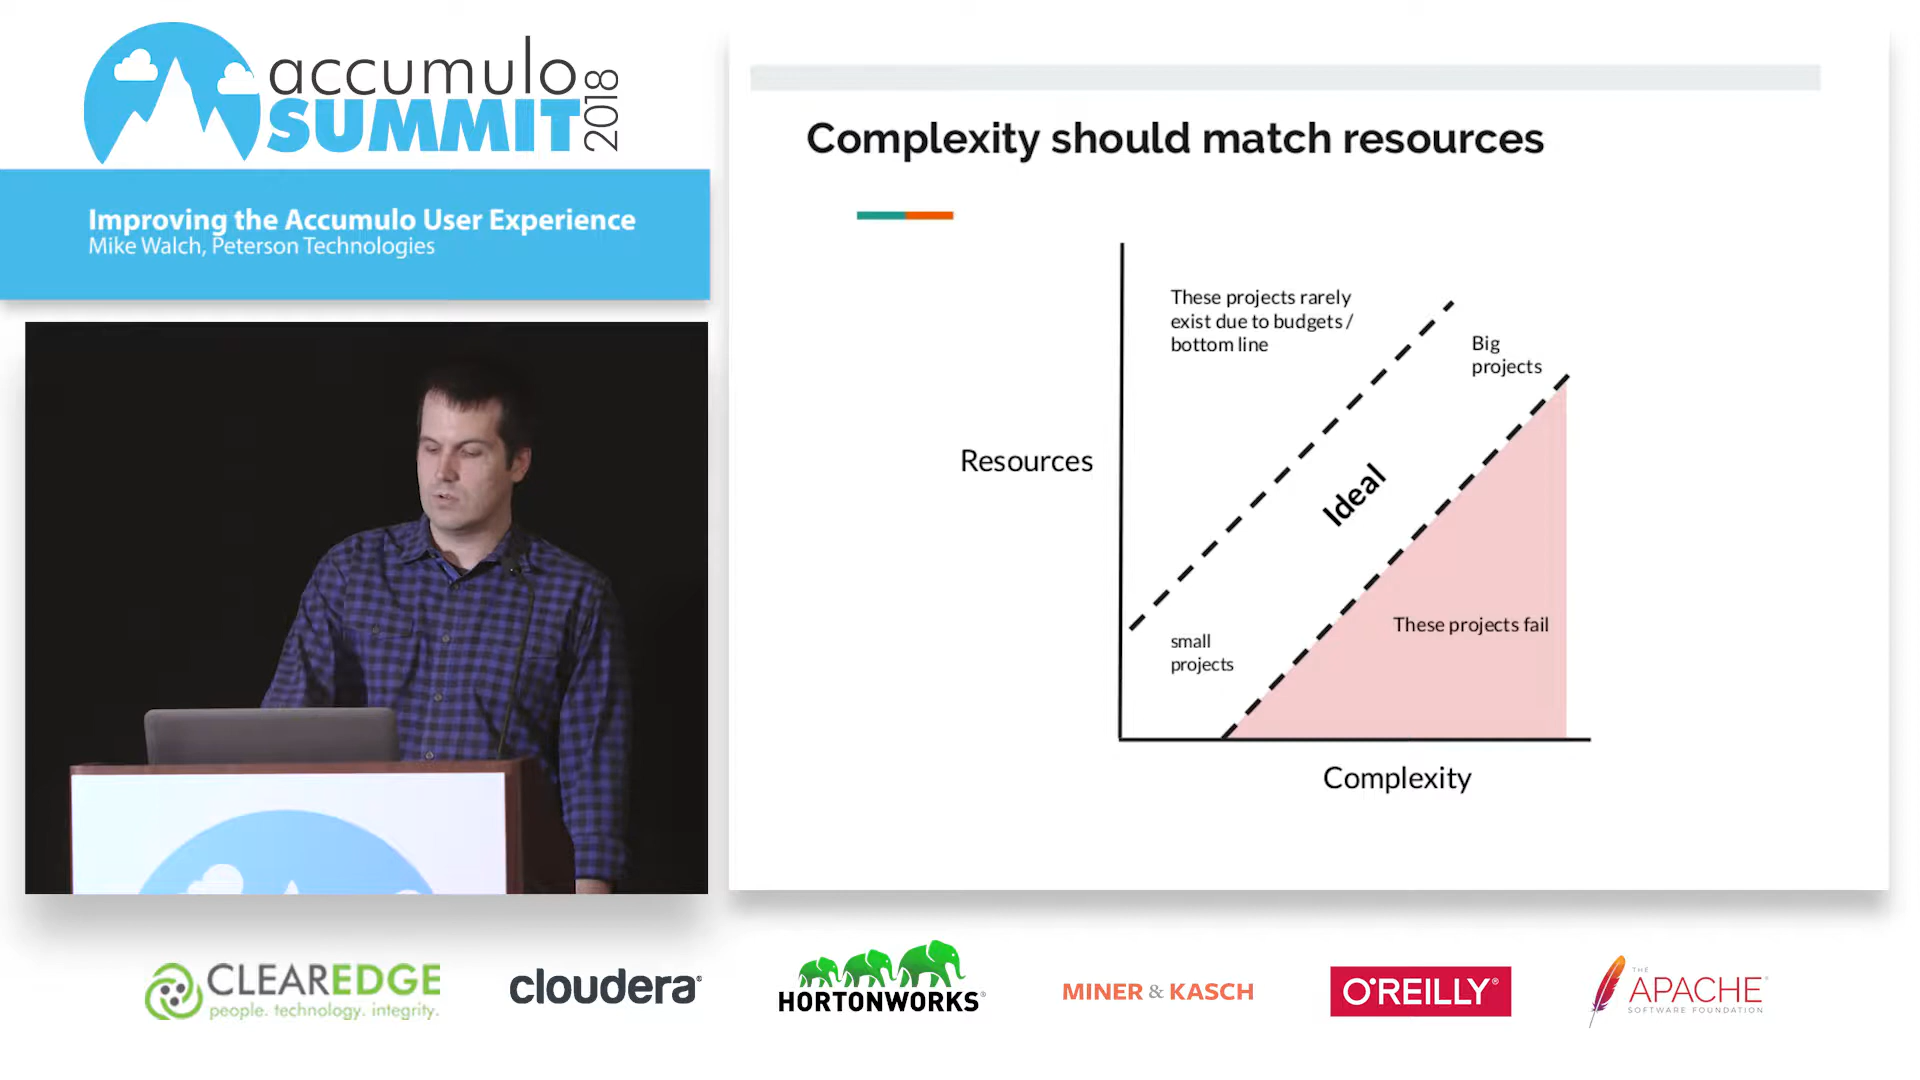 accumulo
SUMMIT
2018
Improving the Accumulo User Experience
Mike Walch, Peterson Technologies
Complexity should match resources
These projects rarely
exist due to budgets /
bottom line
Big
projects
Resources
Ideal
These projects fail
small
projects
Complexity
CLEAREDGE
people. technology. integrity.
cloudera®
HORTONWORKS®
MINER & KASCH
O'REILLY®
THE
APACHE®
SOFTWARE FOUNDATION